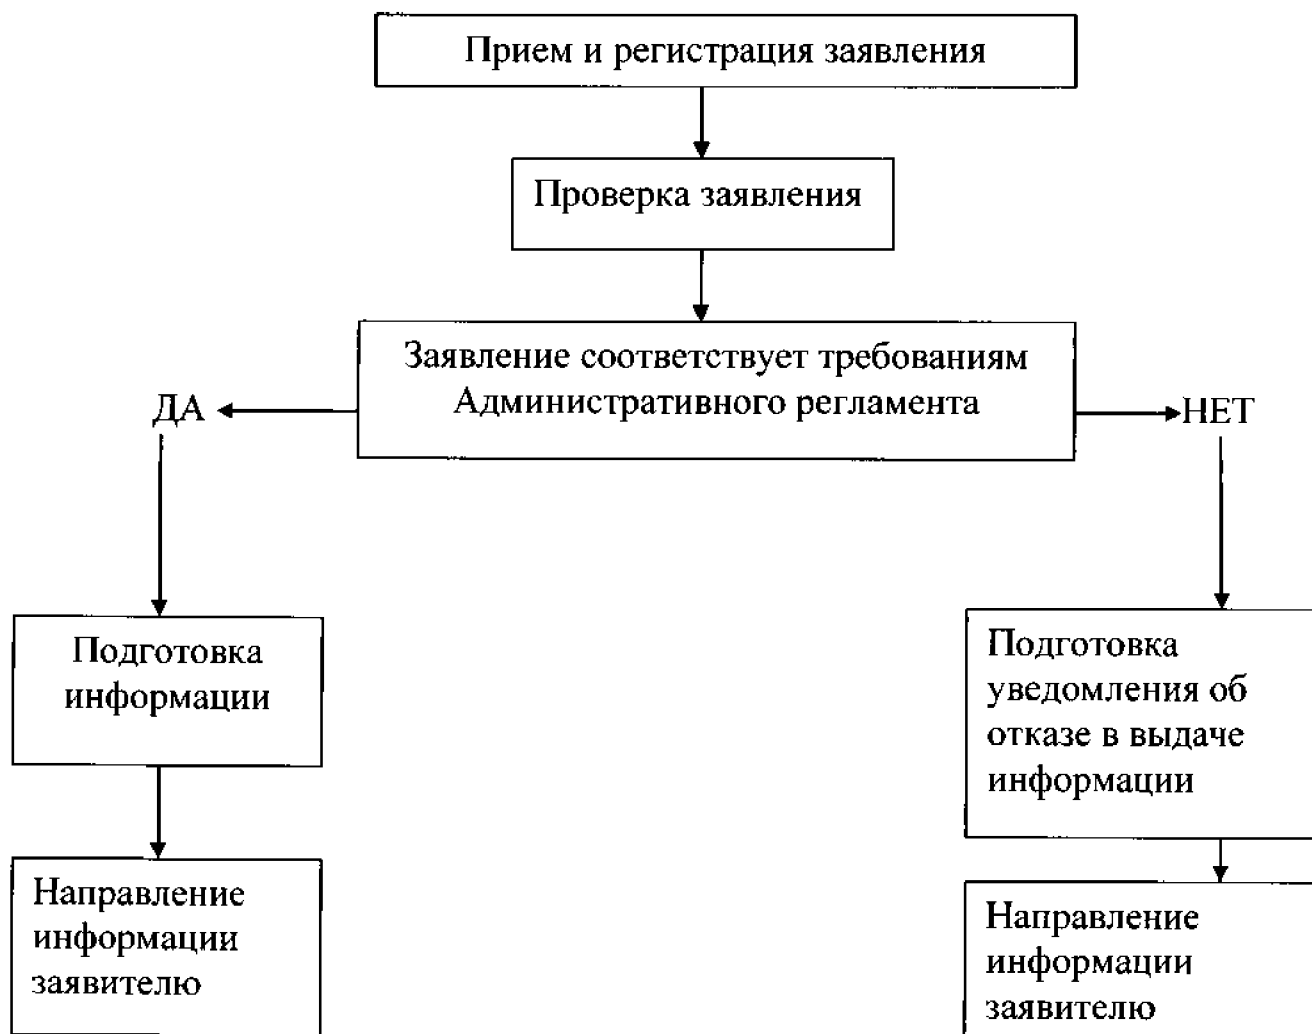 Прием и регистрация заявления
Проверка заявления
Заявление соответствует требованиям
Административного регламента
ДА
НЕТ
Подготовка
информации
Подготовка
уведомления об
отказе в выдаче
информации
Направление
информации
заявителю
Направление
информации
заявителю